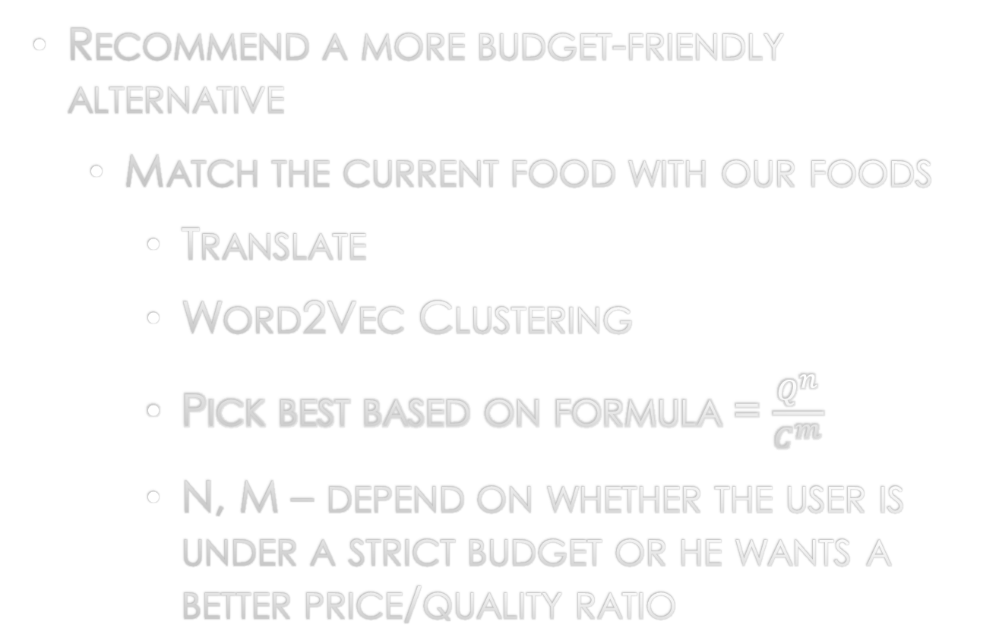 • Recommend a more budget-friendly
alternative
• Match the current food with our foods
• Translate
• Word2Vec Clustering
• Pick best based on formula = Q^n / C^m
• N, M – depend on whether the user is
under a strict budget or he wants a
better price/quality ratio